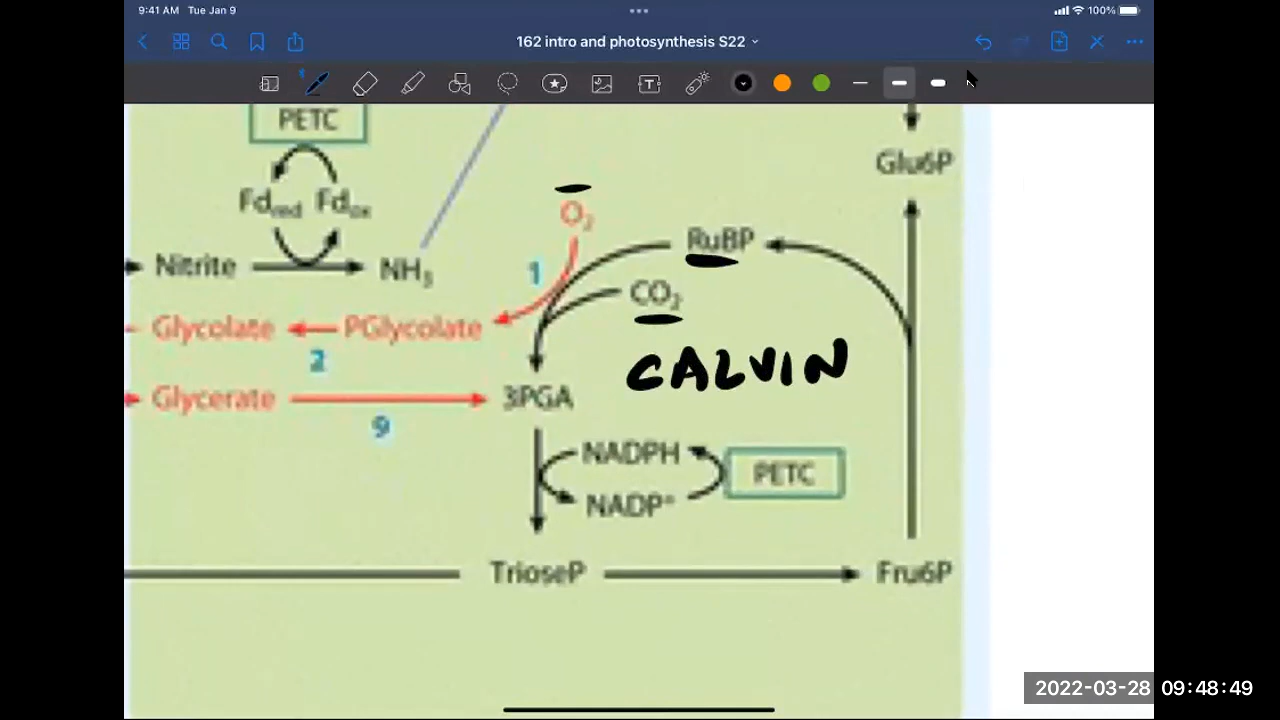 9:41 AM Tue Jan 9
100%
162 intro and photosynthesis S22
T
PETC
Glu6P
Fdred Fdox
O2
RuBP
Nitrite
NH3
1
CO2
Glycolate
PGlycolate
2
CALVIN
Glycerate
3PGA
9
NADPH
PETC
NADP+
TrioseP
Fru6P
2022-03-28 09:48:49